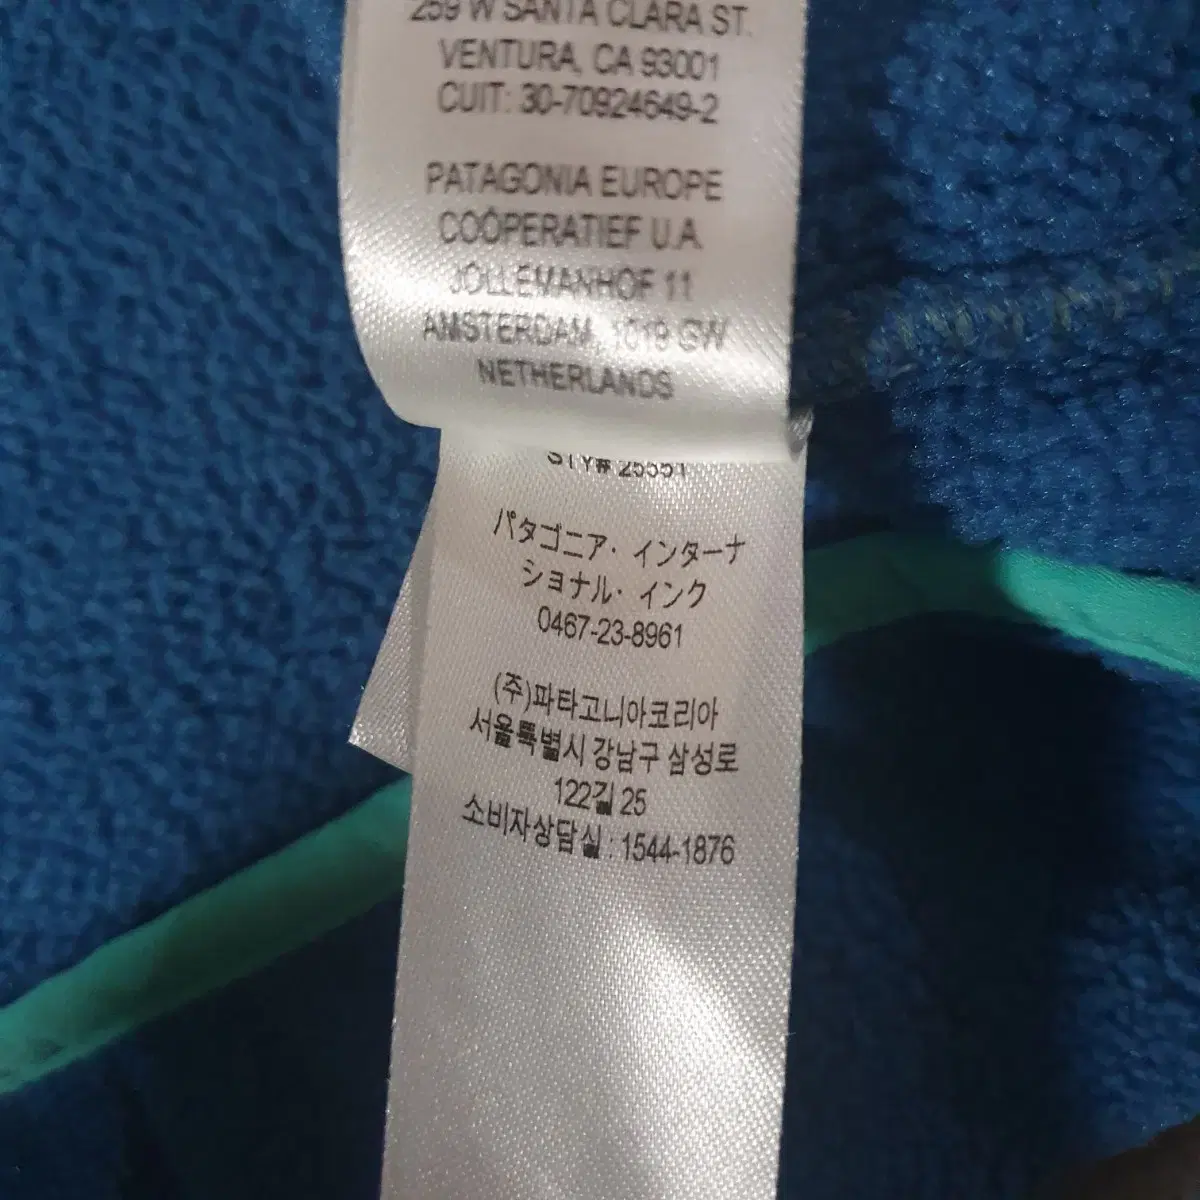 259 W SANTA CLARA ST.
VENTURA, CA 93001
CUIT: 30-70924649-2
PATAGONIA EUROPE
COÖPERATIEF U.A.
JOLLEMANHOF 11
AMSTERDAM, 1019 GW
NETHERLANDS
STY# 25551
パタゴニア・インターナ
ショナル・インク
0467-23-8961
(주)파타고니아코리아
서울특별시 강남구 삼성로
122길 25
소비자상담실 : 1544-1876